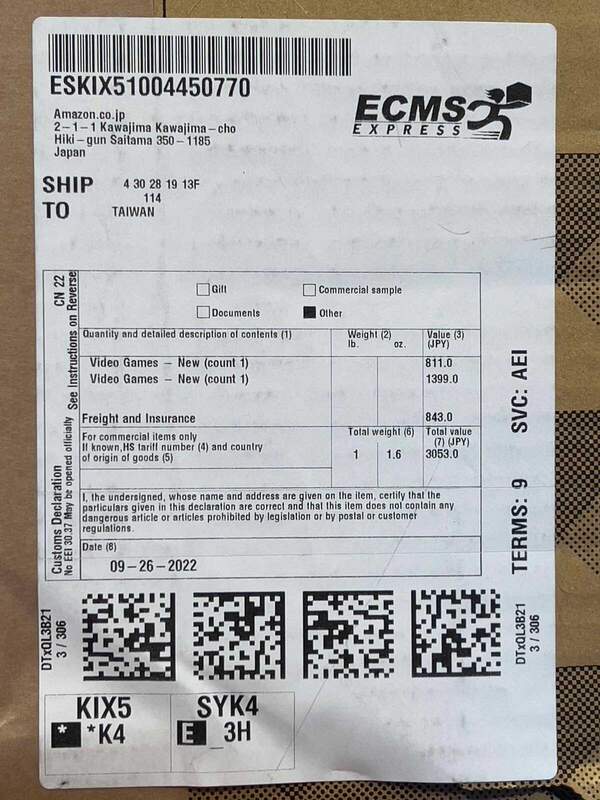 ESKIX51004450770
Amazon.co.jp
2-1-1 Kawajima Kawajima-cho
Hiki-gun Saitama 350-1185
Japan
ECMS
EXPRESS
SHIP TO
4 30 28 19 13F
114
TAIWAN
CN 22
See Instructions on Reverse
Customs Declaration
May be opened officially
No EEI 30.37
Gift
Commercial sample
Documents
Other
Quantity and detailed description of contents (1)
Weight (2)
lb. oz.
Value (3)
(JPY)
Video Games - New (count 1) 811.0
Video Games - New (count 1) 1399.0
Freight and Insurance 843.0
For commercial items only
If known,HS tariff number (4) and country
of origin of goods (5)
Total weight (6)
1 1.6
Total value
(7) (JPY)
3053.0
I, the undersigned, whose name and address are given on the item, certify that the
particulars given in this declaration are correct and that this item does not contain any
dangerous article or articles prohibited by legislation or by postal or customer
regulations.
Date (8)
09-26-2022
TERMS: 9 SVC: AEI
DTxQL3B21
3 / 306
DTxQL3B21
3 / 306
KIX5
* *K4
SYK4
E _3H